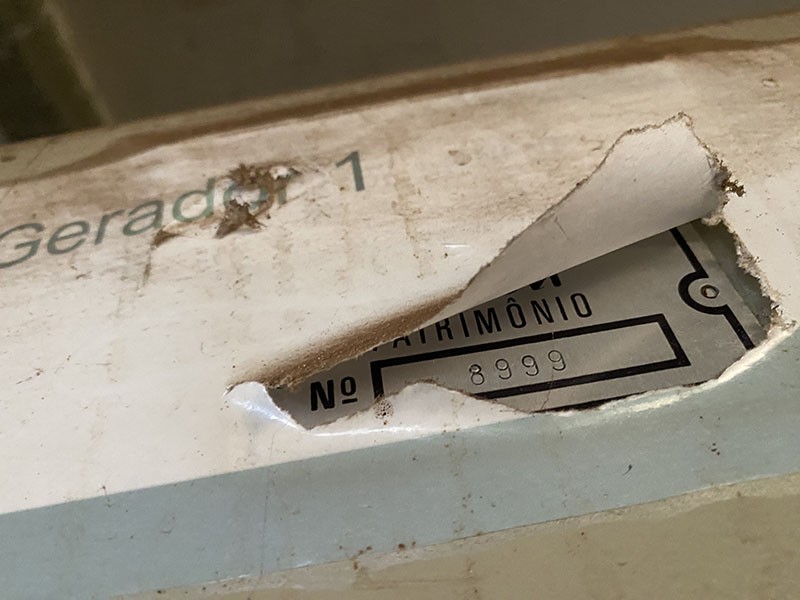 Gerador 1
PATRIMÔNIO
Nº 8999